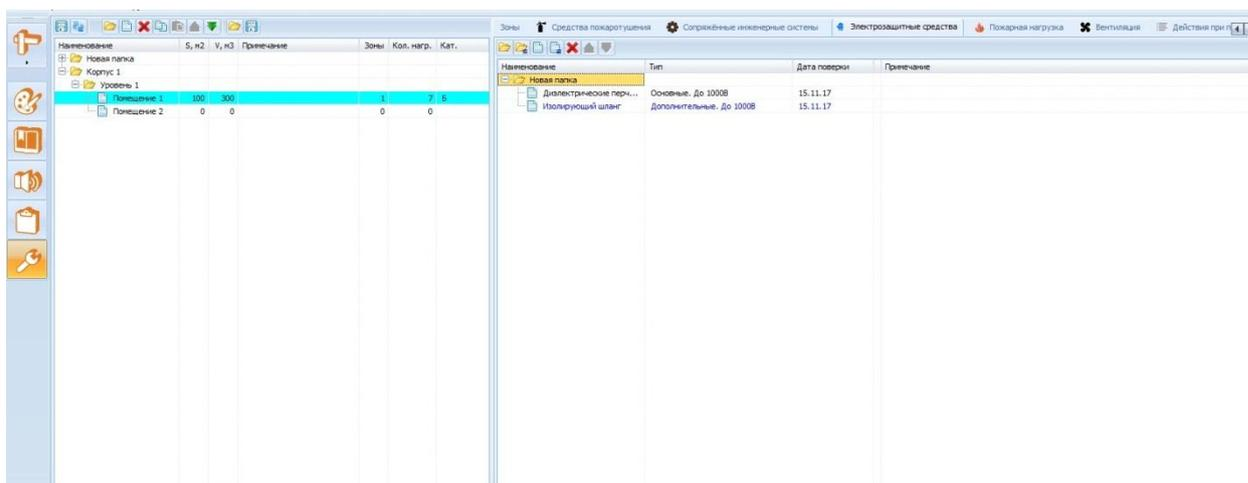 Зоны Средства пожаротушения Сопряжённые инженерные системы Электрозащитные средства Пожарная нагрузка Вентиляция Действия при п
Наименование S, м2 V, м3 Примечание Зоны Кол. нагр. Кат.
Новая папка
Корпус 1
Уровень 1
Помещение 1 100 300 1 7 Б
Помещение 2 0 0 0 0
Наименование Тип Дата поверки Примечание
Новая папка
Диэлектрические перч... Основные. До 1000В 15.11.17
Изолирующий шланг Дополнительные. До 1000В 15.11.17